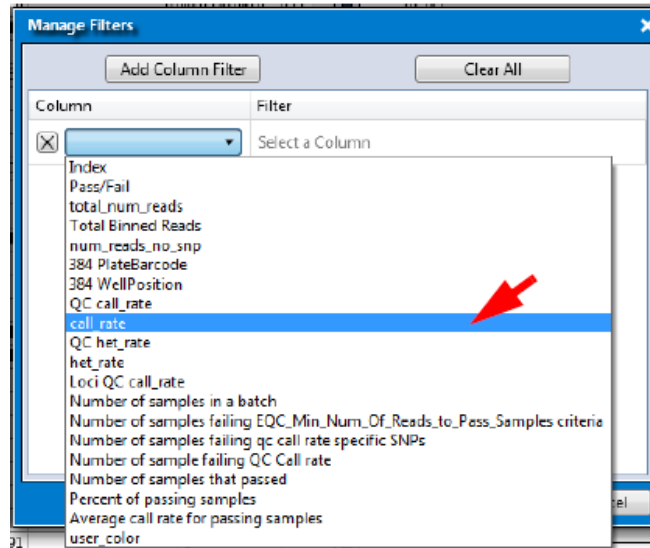 Manage Filters
Add Column Filter
Clear All
Column
Filter
Select a Column
Index
Pass/Fail
total_num_reads
Total Binned Reads
num_reads_no_snp
384 PlateBarcode
384 WellPosition
QC call_rate
call_rate
QC het_rate
het_rate
Loci QC call_rate
Number of samples in a batch
Number of samples failing EQC_Min_Num_Of_Reads_to_Pass_Samples criteria
Number of samples failing qc call rate specific SNPs
Number of sample failing QC Call rate
Number of samples that passed
Percent of passing samples
Average call rate for passing samples
user_color